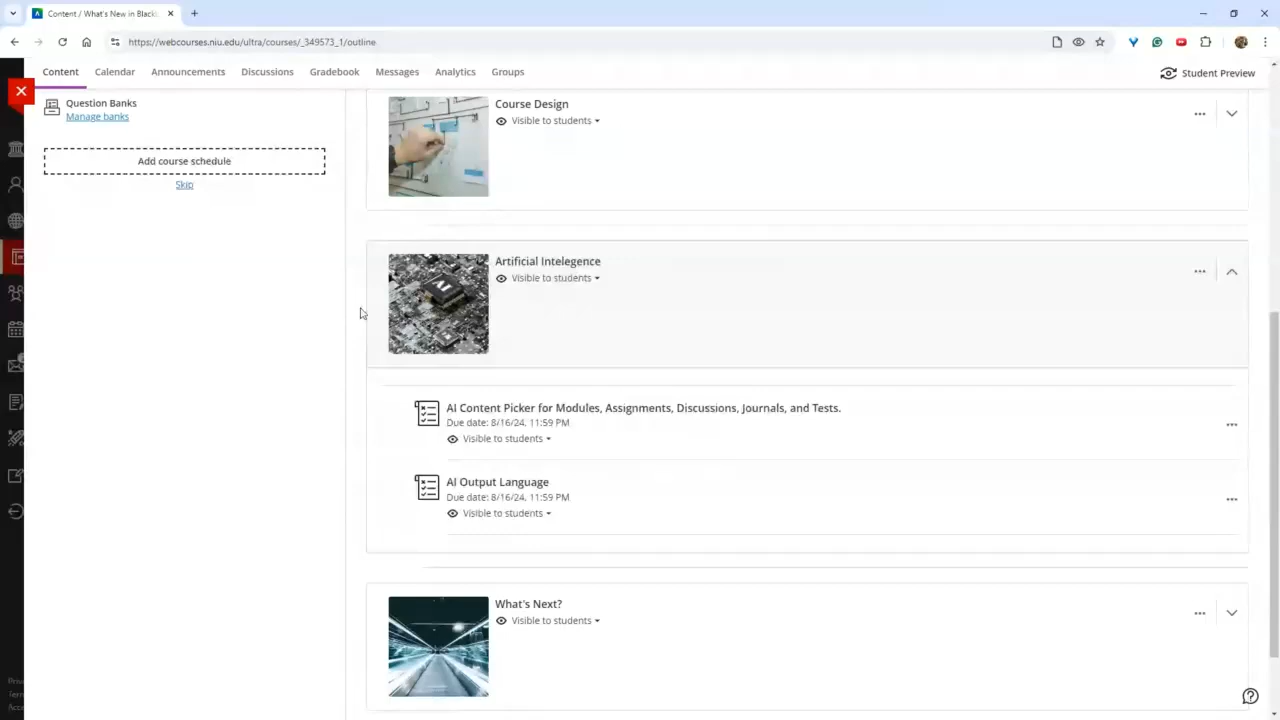 Content / What's New in Blackb
https://webcourses.niu.edu/ultra/courses/_349573_1/outline
Content
Calendar
Announcements
Discussions
Gradebook
Messages
Analytics
Groups
Student Preview
Question Banks
Manage banks
Add course schedule
Skip
Course Design
Visible to students
Artificial Intelegence
Visible to students
AI
AI Content Picker for Modules, Assignments, Discussions, Journals, and Tests.
Due date: 8/16/24, 11:59 PM
Visible to students
AI Output Language
Due date: 8/16/24, 11:59 PM
Visible to students
What's Next?
Visible to students
Priv
Term
Acce